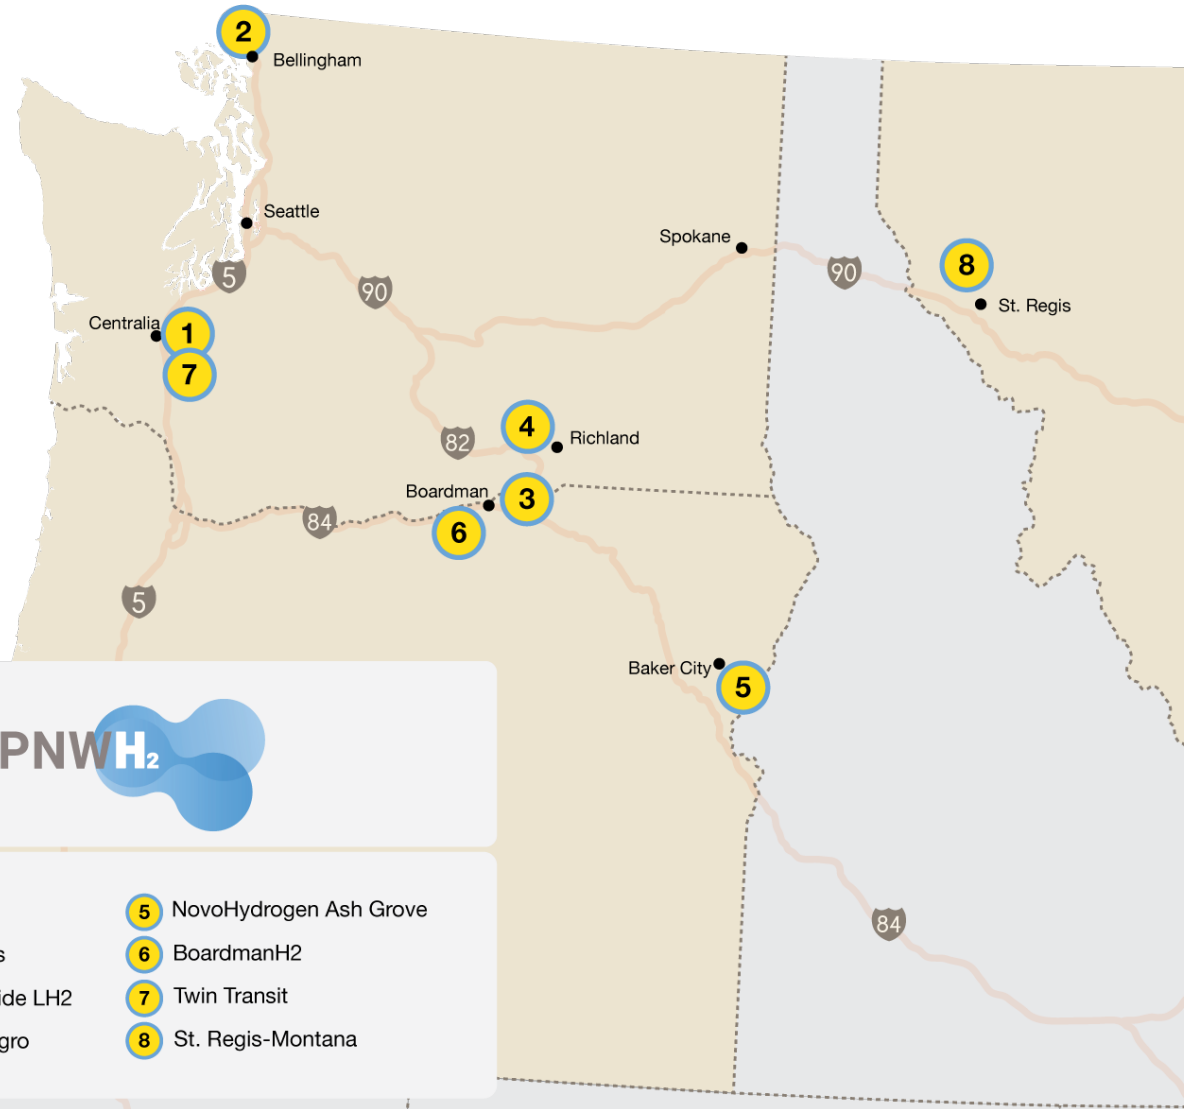 2
Bellingham
Seattle
Spokane
5
90
90
8
St. Regis
Centralia
1
7
4
Richland
82
Boardman
3
84
6
5
Baker City
5
PNWH₂
84
5 NovoHydrogen Ash Grove
6 BoardmanH2
LH2
7 Twin Transit
8 St. Regis-Montana